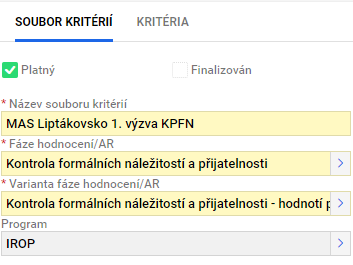 SOUBOR KRITÉRIÍ KRITÉRIA
Platný Finalizován
* Název souboru kritérií
MAS Liptákovsko 1. výzva KPFN
* Fáze hodnocení/AR
Kontrola formálních náležitostí a přijatelnosti
* Varianta fáze hodnocení/AR
Kontrola formálních náležitostí a přijatelnosti - hodnotí p
Program
IROP